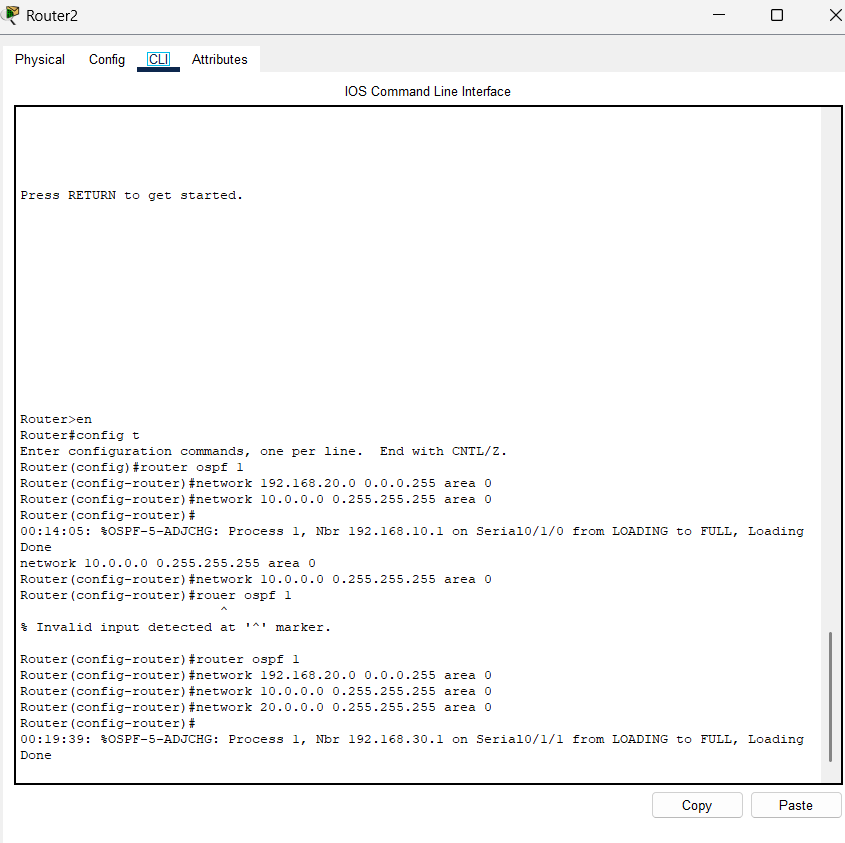 Router2
Physical Config CLI Attributes
IOS Command Line Interface
Press RETURN to get started.
Router>en
Router#config t
Enter configuration commands, one per line.  End with CNTL/Z.
Router(config)#router ospf 1
Router(config-router)#network 192.168.20.0 0.0.0.255 area 0
Router(config-router)#network 10.0.0.0 0.255.255.255 area 0
Router(config-router)#
00:14:05: %OSPF-5-ADJCHG: Process 1, Nbr 192.168.10.1 on Serial0/1/0 from LOADING to FULL, Loading
Done
network 10.0.0.0 0.255.255.255 area 0
Router(config-router)#network 10.0.0.0 0.255.255.255 area 0
Router(config-router)#rouer ospf 1
^
% Invalid input detected at '^' marker.
Router(config-router)#router ospf 1
Router(config-router)#network 192.168.20.0 0.0.0.255 area 0
Router(config-router)#network 10.0.0.0 0.255.255.255 area 0
Router(config-router)#network 20.0.0.0 0.255.255.255 area 0
Router(config-router)#
00:19:39: %OSPF-5-ADJCHG: Process 1, Nbr 192.168.30.1 on Serial0/1/1 from LOADING to FULL, Loading
Done
Copy Paste